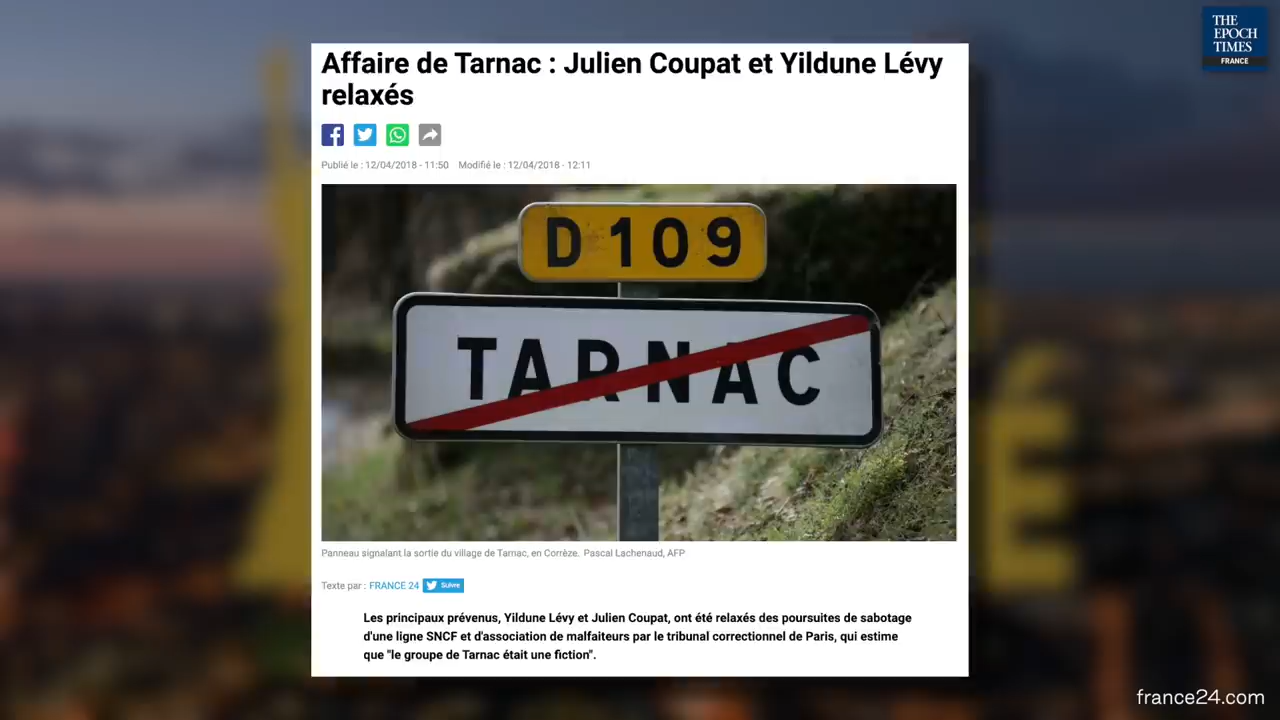 THE
EPOCH
TIMES
FRANCE
Affaire de Tarnac : Julien Coupat et Yildune Lévy
relaxés
Publié le : 12/04/2018 - 11:50 Modifié le : 12/04/2018 - 12:11
D 109
TARNAC
Panneau signalant la sortie du village de Tarnac, en Corrèze. Pascal Lachenaud, AFP
Texte par : FRANCE 24 Suivre
Les principaux prévenus, Yildune Lévy et Julien Coupat, ont été relaxés des poursuites de sabotage
d'une ligne SNCF et d'association de malfaiteurs par le tribunal correctionnel de Paris, qui estime
que "le groupe de Tarnac était une fiction".
france24.com